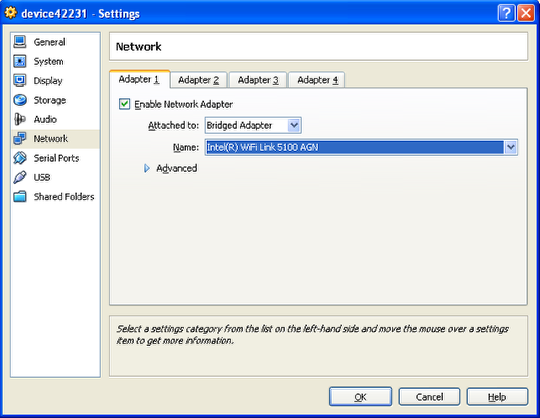 device42231 - Settings
General
System
Display
Storage
Audio
Network
Serial Ports
USB
Shared Folders
Network
Adapter 1 Adapter 2 Adapter 3 Adapter 4
Enable Network Adapter
Attached to: Bridged Adapter
Name: Intel(R) WiFi Link 5100 AGN
Advanced
Select a settings category from the list on the left-hand side and move the mouse over a settings
item to get more information.
OK Cancel Help